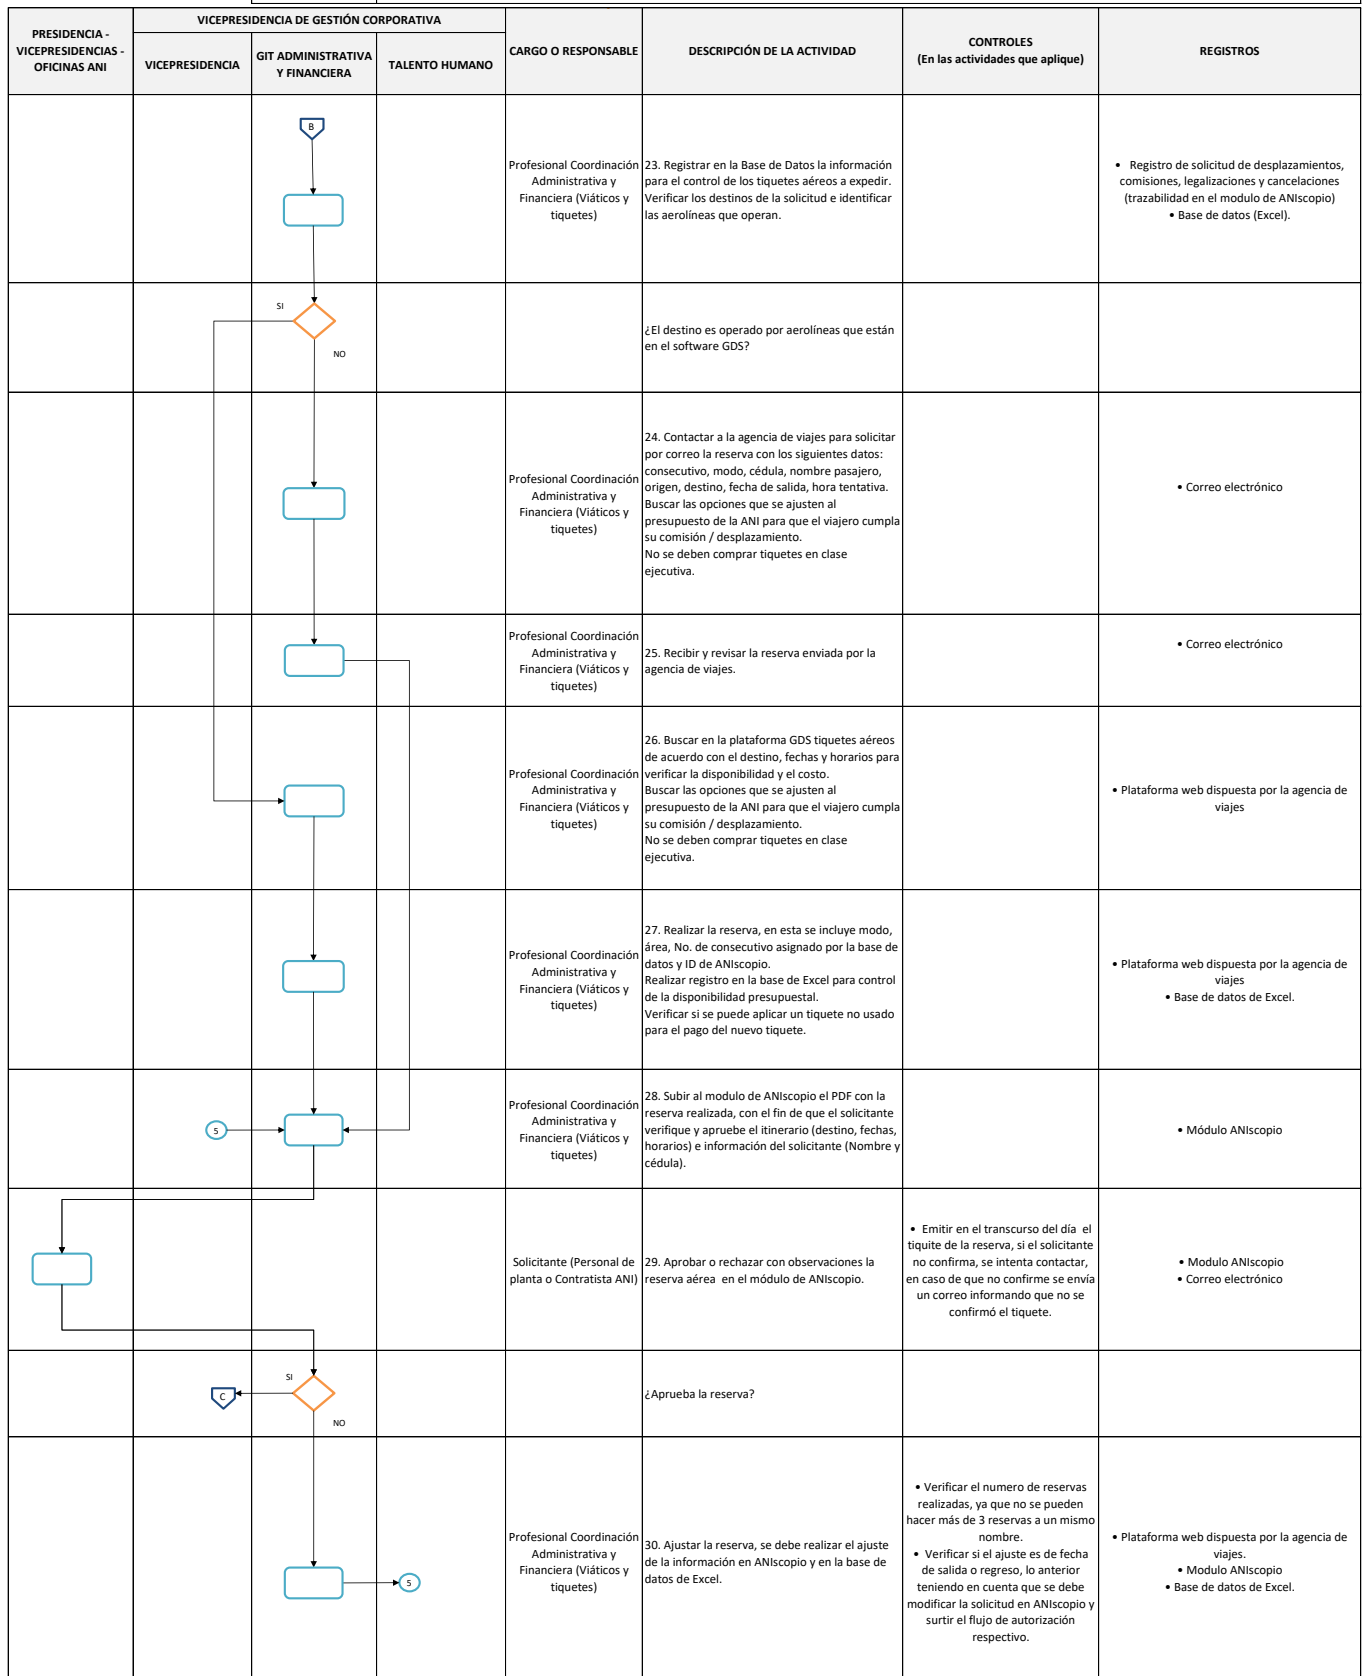 PRESIDENCIA -
VICEPRESIDENCIAS -
OFICINAS ANI
VICEPRESIDENCIA DE GESTIÓN CORPORATIVA
VICEPRESIDENCIA
GIT ADMINISTRATIVA
Y FINANCIERA
TALENTO HUMANO
CARGO O RESPONSABLE
DESCRIPCIÓN DE LA ACTIVIDAD
CONTROLES
(En las actividades que aplique)
REGISTROS
B
Profesional Coordinación
Administrativa y
Financiera (Viáticos y
tiquetes)
23. Registrar en la Base de Datos la información
para el control de los tiquetes aéreos a expedir.
Verificar los destinos de la solicitud e identificar
las aerolíneas que operan.
• Registro de solicitud de desplazamientos,
comisiones, legalizaciones y cancelaciones
(trazabilidad en el modulo de ANIscopio)
• Base de datos (Excel).
SI
NO
¿El destino es operado por aerolíneas que están
en el software GDS?
Profesional Coordinación
Administrativa y
Financiera (Viáticos y
tiquetes)
24. Contactar a la agencia de viajes para solicitar
por correo la reserva con los siguientes datos:
consecutivo, modo, cédula, nombre pasajero,
origen, destino, fecha de salida, hora tentativa.
Buscar las opciones que se ajusten al
presupuesto de la ANI para que el viajero cumpla
su comisión / desplazamiento.
No se deben comprar tiquetes en clase
ejecutiva.
• Correo electrónico
Profesional Coordinación
Administrativa y
Financiera (Viáticos y
tiquetes)
25. Recibir y revisar la reserva enviada por la
agencia de viajes.
• Correo electrónico
Profesional Coordinación
Administrativa y
Financiera (Viáticos y
tiquetes)
26. Buscar en la plataforma GDS tiquetes aéreos
de acuerdo con el destino, fechas y horarios para
verificar la disponibilidad y el costo.
Buscar las opciones que se ajusten al
presupuesto de la ANI para que el viajero cumpla
su comisión / desplazamiento.
No se deben comprar tiquetes en clase
ejecutiva.
• Plataforma web dispuesta por la agencia de
viajes
Profesional Coordinación
Administrativa y
Financiera (Viáticos y
tiquetes)
27. Realizar la reserva, en esta se incluye modo,
área, No. de consecutivo asignado por la base de
datos y ID de ANIscopio.
Realizar registro en la base de Excel para control
de la disponibilidad presupuestal.
Verificar si se puede aplicar un tiquete no usado
para el pago del nuevo tiquete.
• Plataforma web dispuesta por la agencia de
viajes
• Base de datos de Excel.
5
Profesional Coordinación
Administrativa y
Financiera (Viáticos y
tiquetes)
28. Subir al modulo de ANIscopio el PDF con la
reserva realizada, con el fin de que el solicitante
verifique y apruebe el itinerario (destino, fechas,
horarios) e información del solicitante (Nombre y
cédula).
• Módulo ANIscopio
Solicitante (Personal de
planta o Contratista ANI)
29. Aprobar o rechazar con observaciones la
reserva aérea en el módulo de ANIscopio.
• Emitir en el transcurso del día el
tiquite de la reserva, si el solicitante
no confirma, se intenta contactar,
en caso de que no confirme se envía
un correo informando que no se
confirmó el tiquete.
• Modulo ANIscopio
• Correo electrónico
C
SI
NO
¿Aprueba la reserva?
5
Profesional Coordinación
Administrativa y
Financiera (Viáticos y
tiquetes)
30. Ajustar la reserva, se debe realizar el ajuste
de la información en ANIscopio y en la base de
datos de Excel.
• Verificar el numero de reservas
realizadas, ya que no se pueden
hacer más de 3 reservas a un mismo
nombre.
• Verificar si el ajuste es de fecha
de salida o regreso, lo anterior
teniendo en cuenta que se debe
modificar la solicitud en ANIscopio y
surtir el flujo de autorización
respectivo.
• Plataforma web dispuesta por la agencia de
viajes.
• Modulo ANIscopio
• Base de datos de Excel.